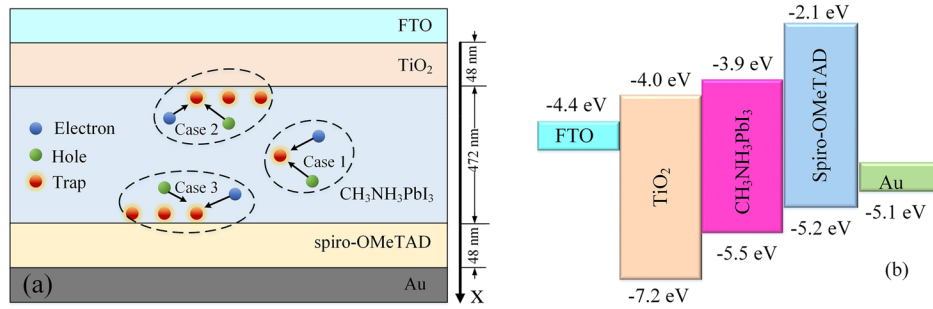 FTO
TiO₂
Electron
Hole
Trap
Case 2
Case 1
Case 3
CH₃NH₃PbI₃
spiro-OMeTAD
Au
(a)
48 nm
472 nm
48 nm
X
-4.4 eV
FTO
-4.0 eV
TiO₂
-7.2 eV
-3.9 eV
CH₃NH₃PbI₃
-5.5 eV
-2.1 eV
Spiro-OMeTAD
-5.2 eV
Au
-5.1 eV
(b)